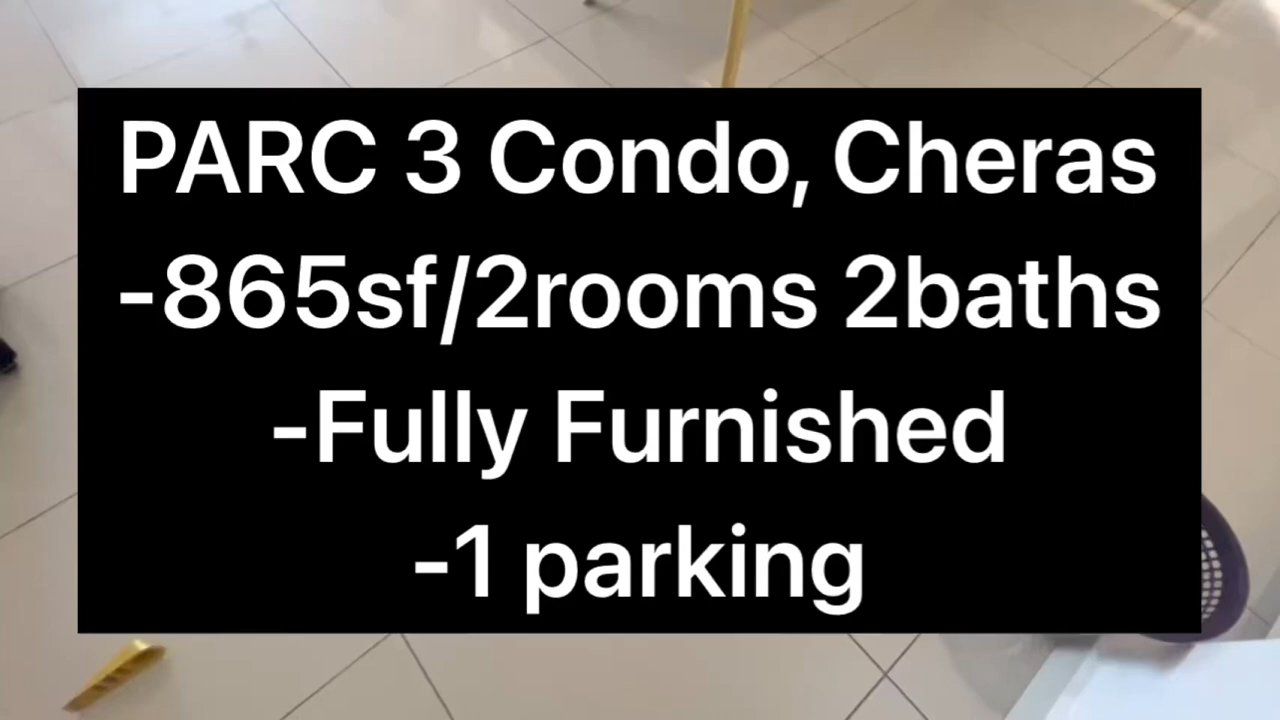 PARC 3 Condo, Cheras
-865sf/2rooms 2baths
-Fully Furnished
-1 parking